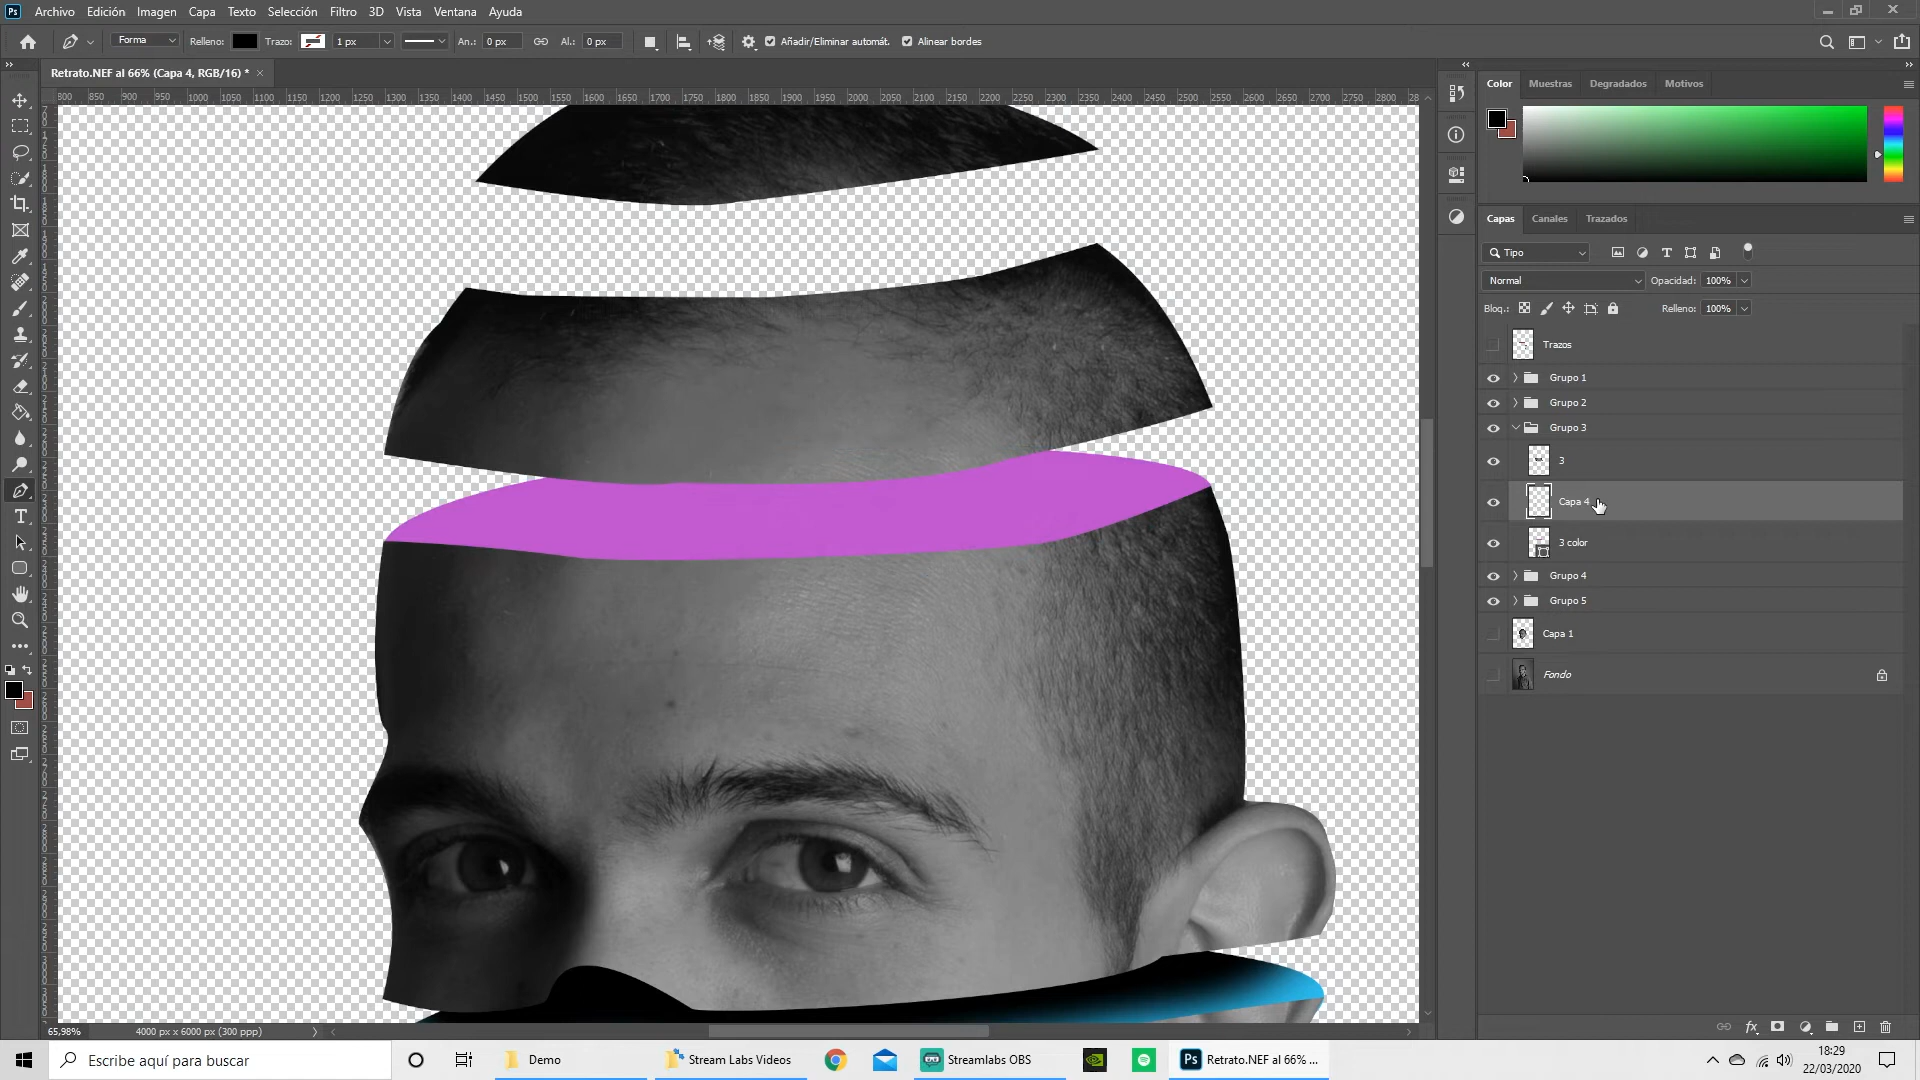 Archivo Edición Imagen Capa Texto Selección Filtro 3D Vista Ventana Ayuda
Forma Relleno: Trazo: 1 px An.: 0 px Al.: 0 px Añadir/Eliminar automát. Alinear bordes
Retrato.NEF al 66% (Capa 4, RGB/16) *
800 850 900 950 1000 1050 1100 1150 1200 1250 1300 1350 1400 1450 1500 1550 1600 1650 1700 1750 1800 1850 1900 1950 2000 2050 2100 2150 2200 2250 2300 2350 2400 2450 2500 2550 2600 2650 2700 2750 2800
Color Muestras Degradados Motivos
Capas Canales Trazados
Tipo
Normal Opacidad: 100%
Bloq.: Relleno: 100%
Trazos
Grupo 1
Grupo 2
Grupo 3
3
Capa 4
3 color
Grupo 4
Grupo 5
Capa 1
Fondo
65,98% 4000 px x 6000 px (300 ppp)
Escribe aquí para buscar
Demo
Stream Labs Videos
Streamlabs OBS
Ps Retrato.NEF al 66% ...
18:29
22/03/2020